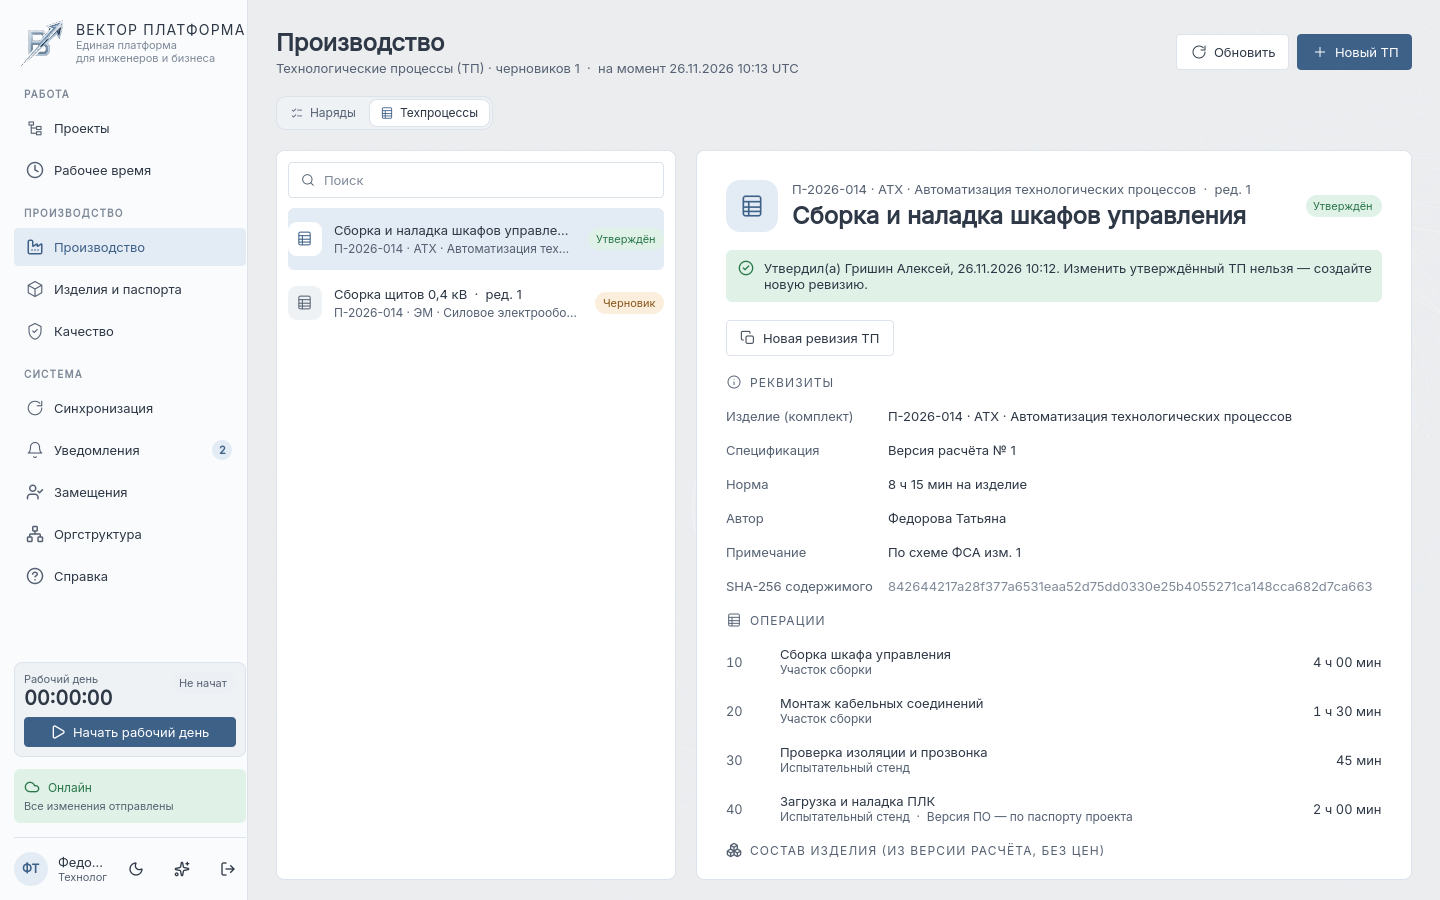 ВЕКТОР ПЛАТФОРМА
Единая платформа
для инженеров и бизнеса
РАБОТА
Проекты
Рабочее время
ПРОИЗВОДСТВО
Производство
Изделия и паспорта
Качество
СИСТЕМА
Синхронизация
Уведомления 2
Замещения
Оргструктура
Справка
Рабочий день
Не начат
00:00:00
Начать рабочий день
Онлайн
Все изменения отправлены
ФТ
Федо...
Технолог
Производство
Технологические процессы (ТП) · черновиков 1 · на момент 26.11.2026 10:13 UTC
Обновить
Новый ТП
Наряды
Техпроцессы
Поиск
Сборка и наладка шкафов управле...
П-2026-014 · АТХ · Автоматизация тех...
Утверждён
Сборка щитов 0,4 кВ · ред. 1
П-2026-014 · ЭМ · Силовое электрообо...
Черновик
П-2026-014 · АТХ · Автоматизация технологических процессов · ред. 1
Сборка и наладка шкафов управления
Утверждён
Утвердил(а) Гришин Алексей, 26.11.2026 10:12. Изменить утверждённый ТП нельзя — создайте
новую ревизию.
Новая ревизия ТП
РЕКВИЗИТЫ
Изделие (комплект) П-2026-014 · АТХ · Автоматизация технологических процессов
Спецификация Версия расчёта № 1
Норма 8 ч 15 мин на изделие
Автор Федорова Татьяна
Примечание По схеме ФСА изм. 1
SHA-256 содержимого 842644217a28f377a6531eaa52d75dd0330e25b4055271ca148cca682d7ca663
ОПЕРАЦИИ
10 Сборка шкафа управления 4 ч 00 мин
Участок сборки
20 Монтаж кабельных соединений 1 ч 30 мин
Участок сборки
30 Проверка изоляции и прозвонка 45 мин
Испытательный стенд
40 Загрузка и наладка ПЛК 2 ч 00 мин
Испытательный стенд · Версия ПО — по паспорту проекта
СОСТАВ ИЗДЕЛИЯ (ИЗ ВЕРСИИ РАСЧЁТА, БЕЗ ЦЕН)